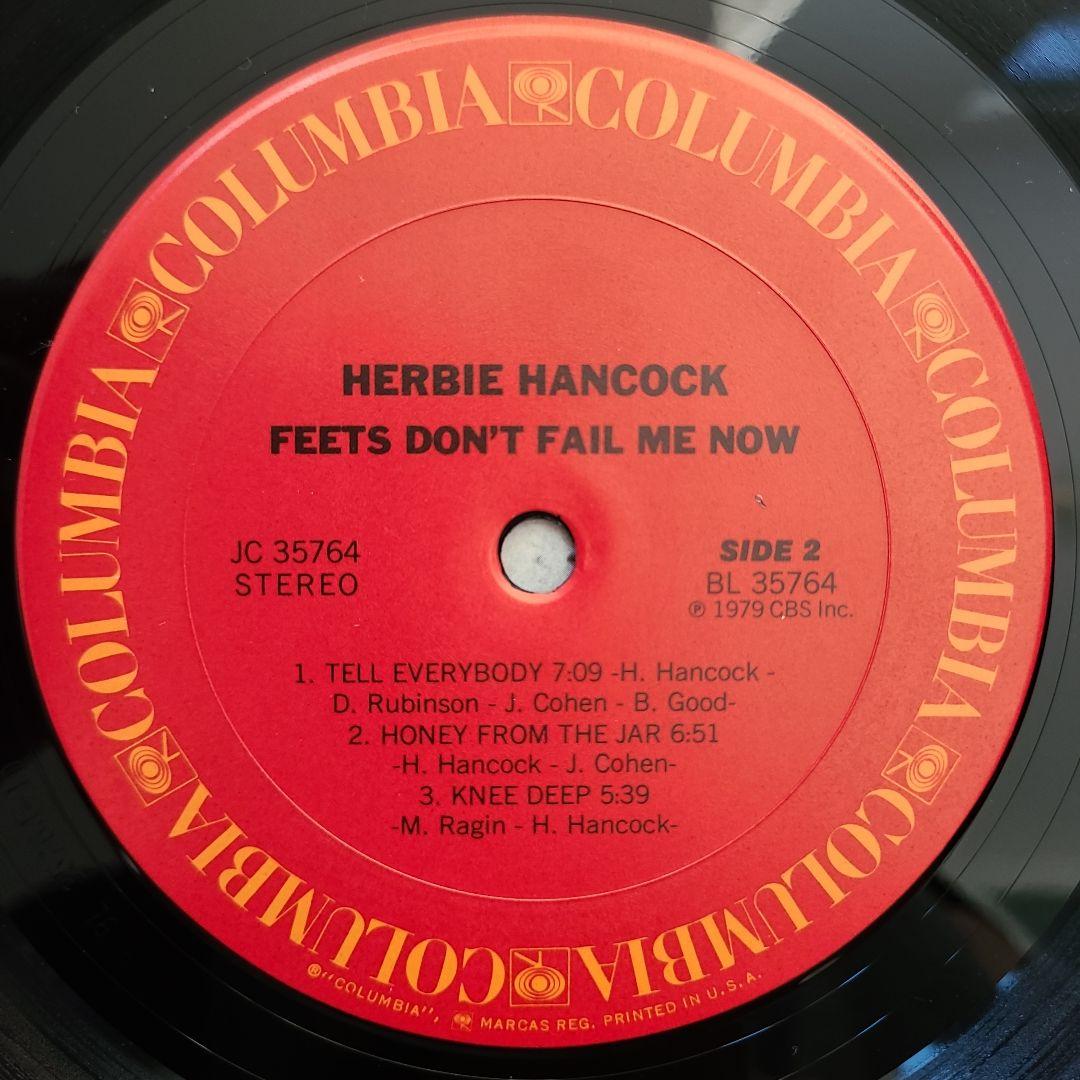 COLUMBIA COLUMBIA COLUMBIA COLUMBIA COLUMBIA COLUMBIA
HERBIE HANCOCK
FEETS DON'T FAIL ME NOW
JC 35764
STEREO
SIDE 2
BL 35764
℗ 1979 CBS Inc.
1. TELL EVERYBODY 7:09 -H. Hancock -
D. Rubinson - J. Cohen - B. Good-
2. HONEY FROM THE JAR 6:51
-H. Hancock - J. Cohen-
3. KNEE DEEP 5:39
-M. Ragin - H. Hancock-
®"COLUMBIA", MARCAS REG. PRINTED IN U.S.A.